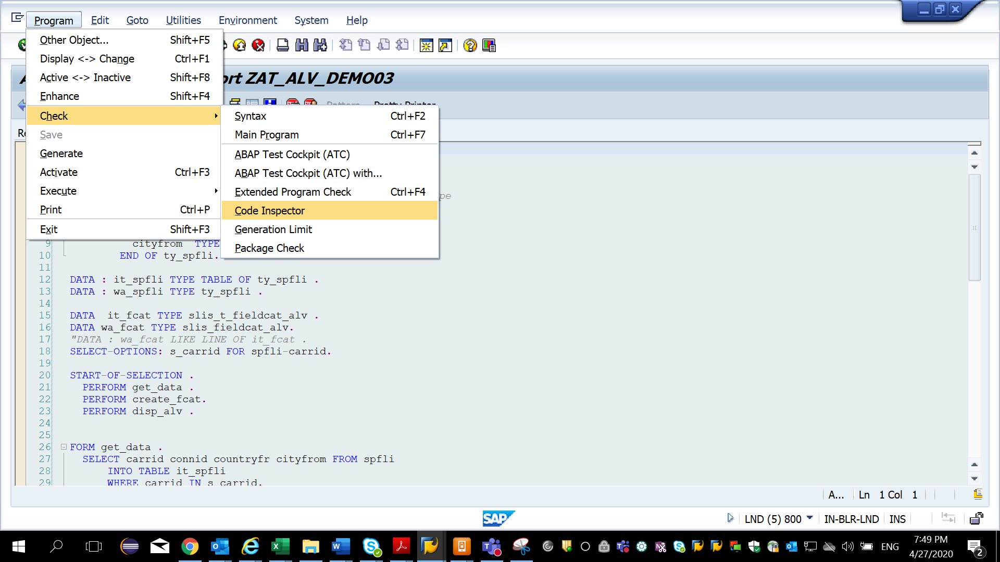 Program Edit Goto Utilities Environment System Help
Other Object... Shift+F5
Display <-> Change Ctrl+F1
Active <-> Inactive Shift+F8
Enhance Shift+F4
Check
Save
Generate
Activate Ctrl+F3
Execute
Print Ctrl+P
Exit Shift+F3
ort ZAT_ALV_DEMO03
Pattern Pretty Printer
Syntax Ctrl+F2
Main Program Ctrl+F7
ABAP Test Cockpit (ATC)
ABAP Test Cockpit (ATC) with...
Extended Program Check Ctrl+F4
Code Inspector
Generation Limit
Package Check
Re
pe
9 cityfrom TYPE
10 END OF ty_spfli.
11
12 DATA : it_spfli TYPE TABLE OF ty_spfli .
13 DATA : wa_spfli TYPE ty_spfli .
14
15 DATA it_fcat TYPE slis_t_fieldcat_alv .
16 DATA wa_fcat TYPE slis_fieldcat_alv.
17 "DATA : wa_fcat LIKE LINE OF it_fcat .
18 SELECT-OPTIONS: s_carrid FOR spfli-carrid.
19
20 START-OF-SELECTION .
21 PERFORM get_data .
22 PERFORM create_fcat.
23 PERFORM disp_alv .
24
25
26 FORM get_data .
27 SELECT carrid connid countryfr cityfrom FROM spfli
28 INTO TABLE it_spfli
29 WHERE carrid IN s_carrid.
A... Ln 1 Col 1
SAP LND (5) 800 IN-BLR-LND INS
ENG 7:49 PM
4/27/2020 2